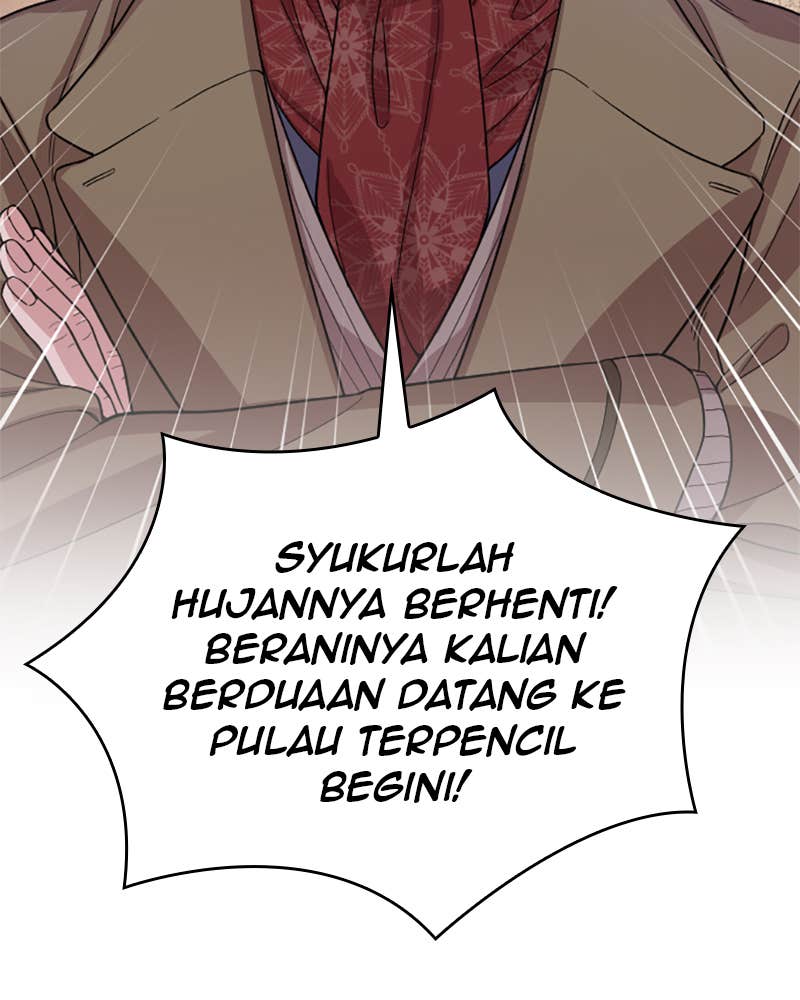 SYUKURLAH
HUJANNYA BERHENTI!
BERANINYA KALIAN
BERDUAAN DATANG KE
PULAU TERPENCIL
BEGINI!